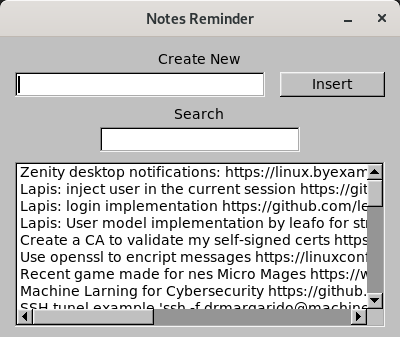 Notes Reminder
Create New
Insert
Search
Zenity desktop notifications: https://linux.byexam
Lapis: inject user in the current session https://git
Lapis: login implementation https://github.com/le
Lapis: User model implementation by leafo for str
Create a CA to validate my self-signed certs https
Use openssl to encript messages https://linuxconf
Recent game made for nes Micro Mages https://w
Machine Larning for Cybersecurity https://github.
SSH tunel example 'ssh -f drmargarido@machine